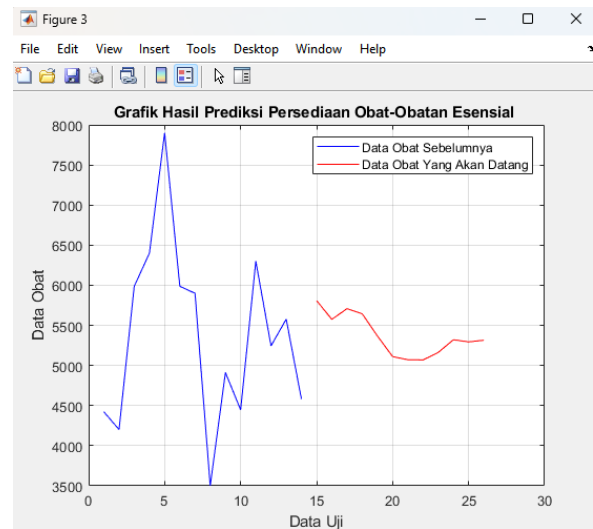 Figure 3
File Edit View Insert Tools Desktop Window Help
Grafik Hasil Prediksi Persediaan Obat-Obatan Esensial
Data Obat Sebelumnya
Data Obat Yang Akan Datang
8000
7500
7000
6500
6000
5500
5000
4500
4000
3500
Data Obat
0 5 10 15 20 25 30
Data Uji